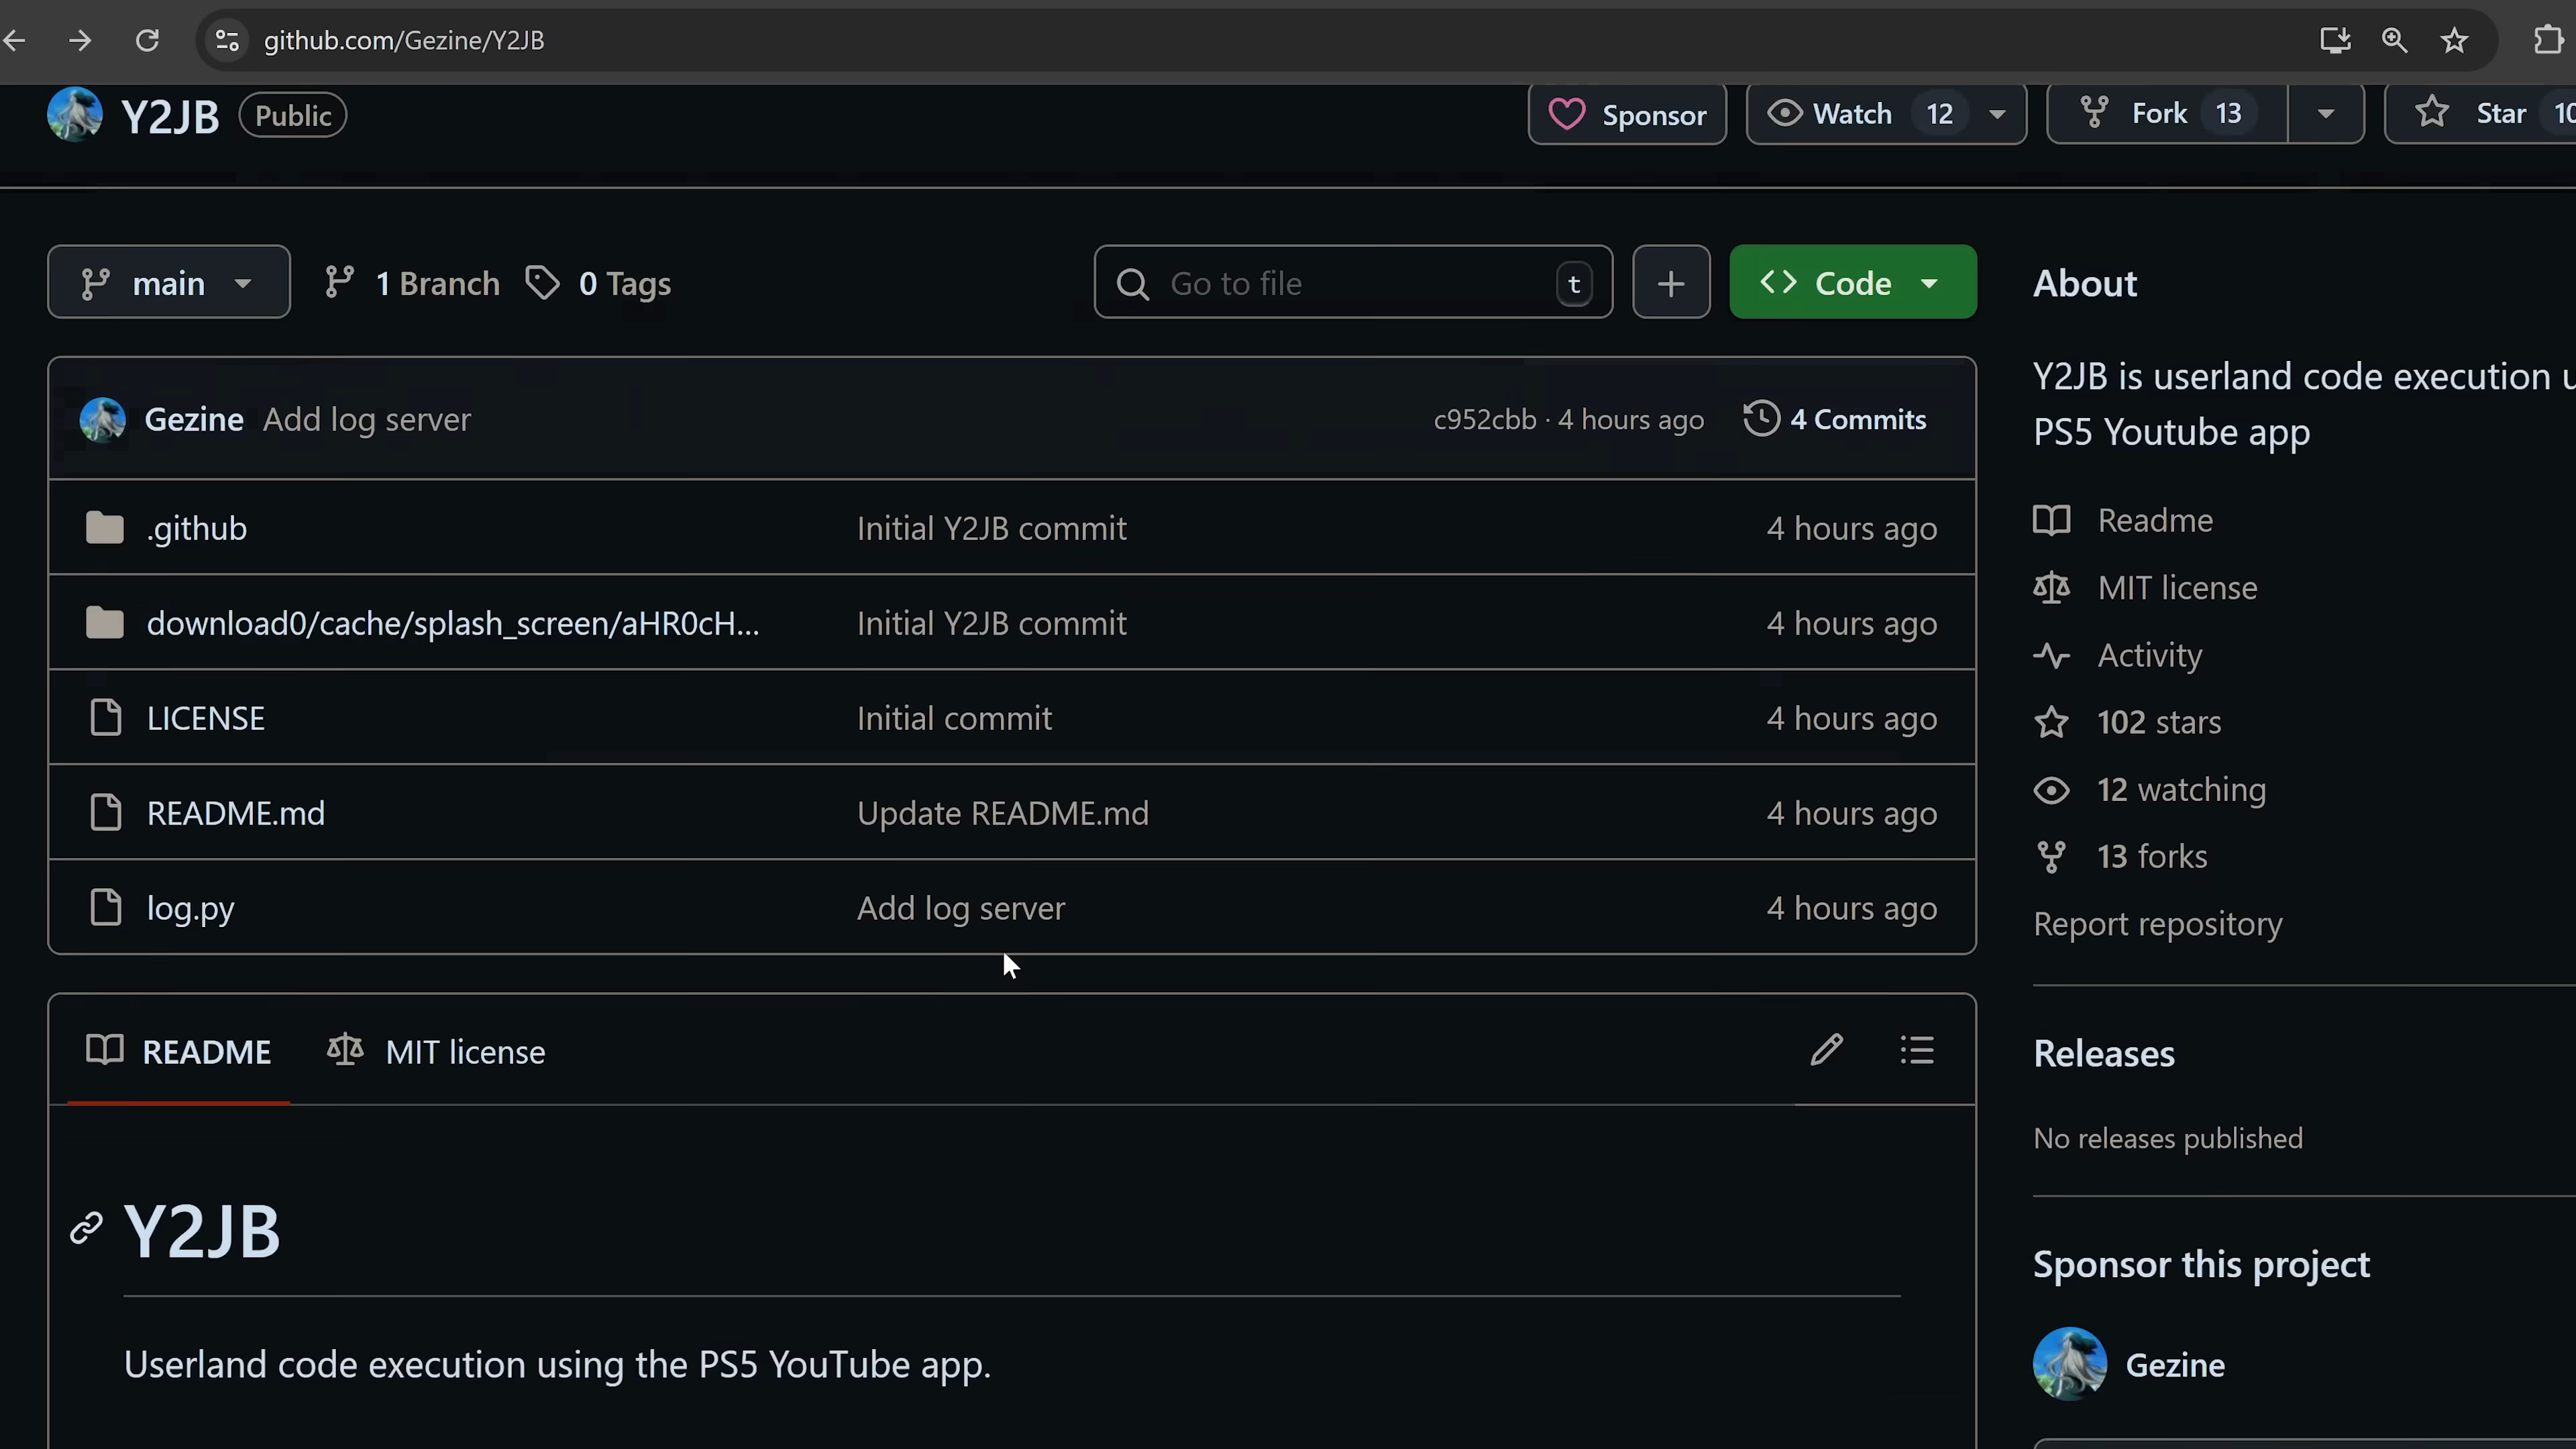 github.com/Gezine/Y2JB
Y2JB Public Sponsor Watch 12 Fork 13 Star
main 1 Branch 0 Tags Go to file t Code
Gezine Add log server c952cbb · 4 hours ago 4 Commits
.github Initial Y2JB commit 4 hours ago
download0/cache/splash_screen/aHR0cH... Initial Y2JB commit 4 hours ago
LICENSE Initial commit 4 hours ago
README.md Update README.md 4 hours ago
log.py Add log server 4 hours ago
README MIT license
Y2JB
Userland code execution using the PS5 YouTube app.
About
Y2JB is userland code execution
PS5 Youtube app
Readme
MIT license
Activity
102 stars
12 watching
13 forks
Report repository
Releases
No releases published
Sponsor this project
Gezine